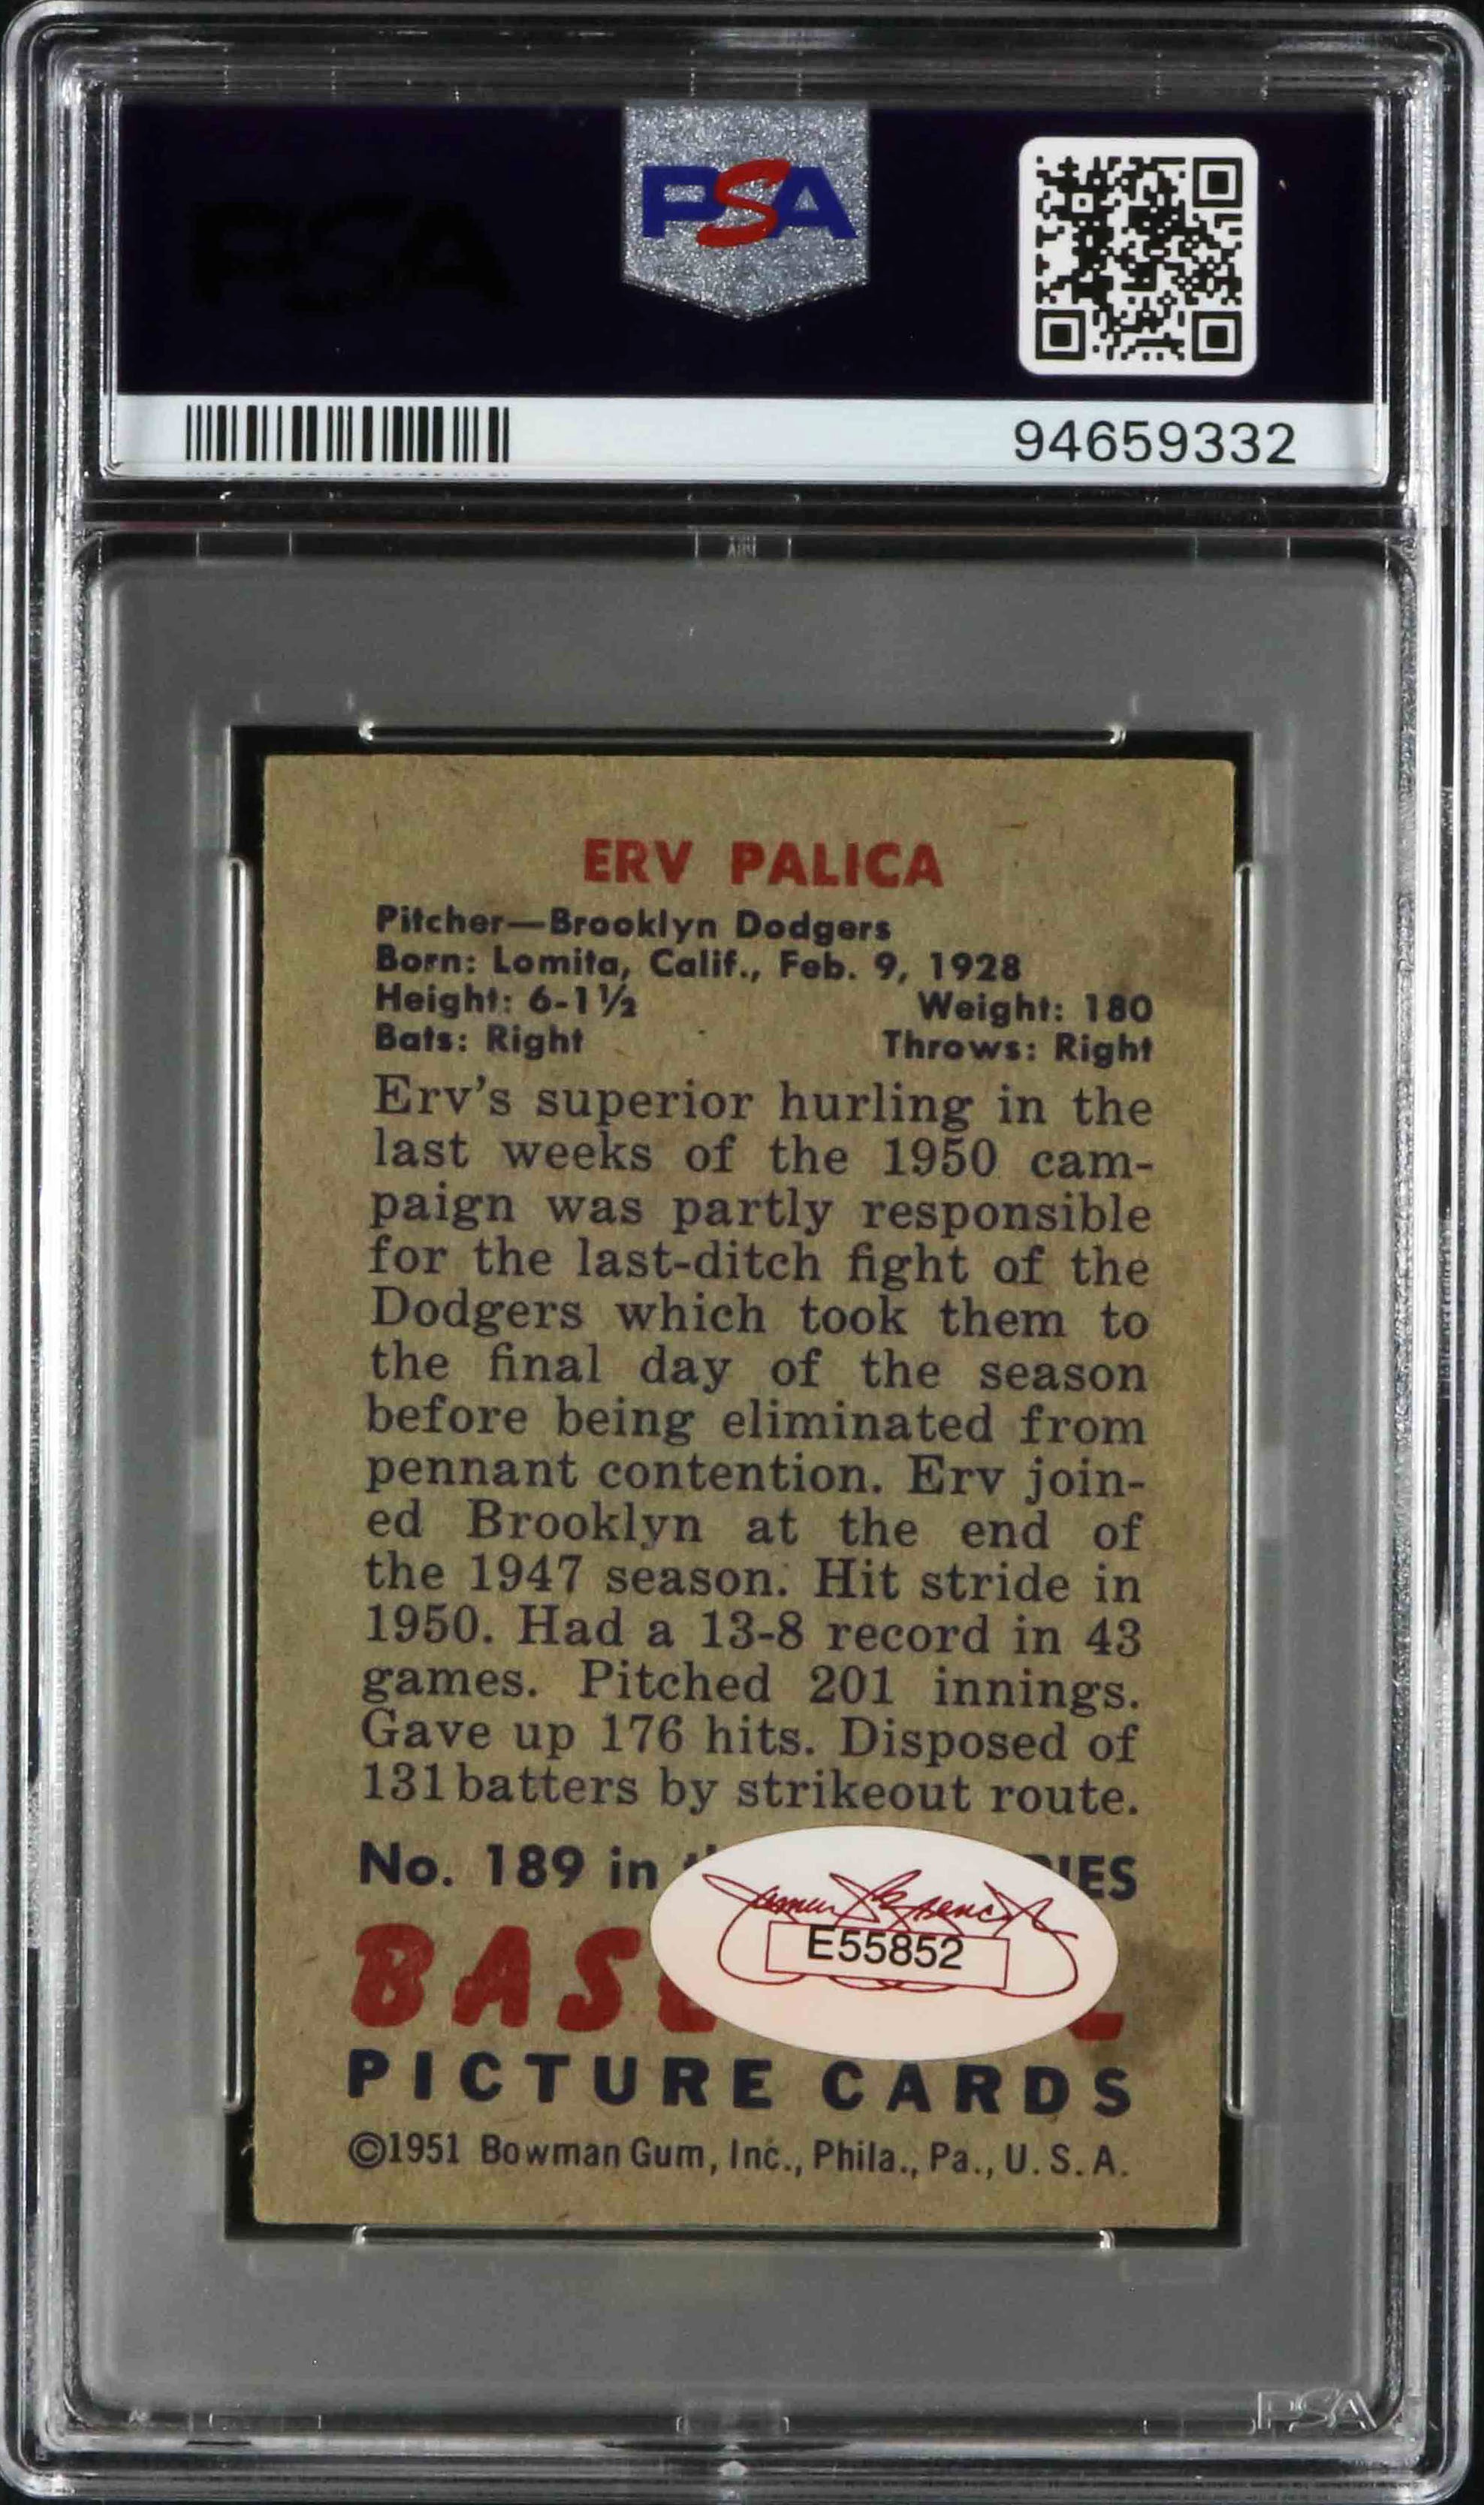 PSA
94659332
ERV PALICA
Pitcher—Brooklyn Dodgers
Born: Lomita, Calif., Feb. 9, 1928
Height: 6-1½ Weight: 180
Bats: Right Throws: Right
Erv's superior hurling in the
last weeks of the 1950 cam-
paign was partly responsible
for the last-ditch fight of the
Dodgers which took them to
the final day of the season
before being eliminated from
pennant contention. Erv join-
ed Brooklyn at the end of
the 1947 season. Hit stride in
1950. Had a 13-8 record in 43
games. Pitched 201 innings.
Gave up 176 hits. Disposed of
131 batters by strikeout route.
No. 189 in
E55852
PICTURE CARDS
©1951 Bowman Gum, Inc., Phila., Pa., U.S.A.
PSA